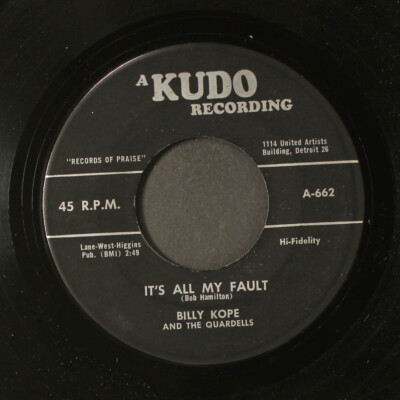 A KUDO
RECORDING
1114 United Artists
Building, Detroit 26
"RECORDS OF PRAISE"
45 R.P.M.
A-662
Lane-West-Higgins
Pub. (BMI) 2:49
Hi-Fidelity
IT'S ALL MY FAULT
(Bob Hamilton)
BILLY KOPE
AND THE QUARDELLS